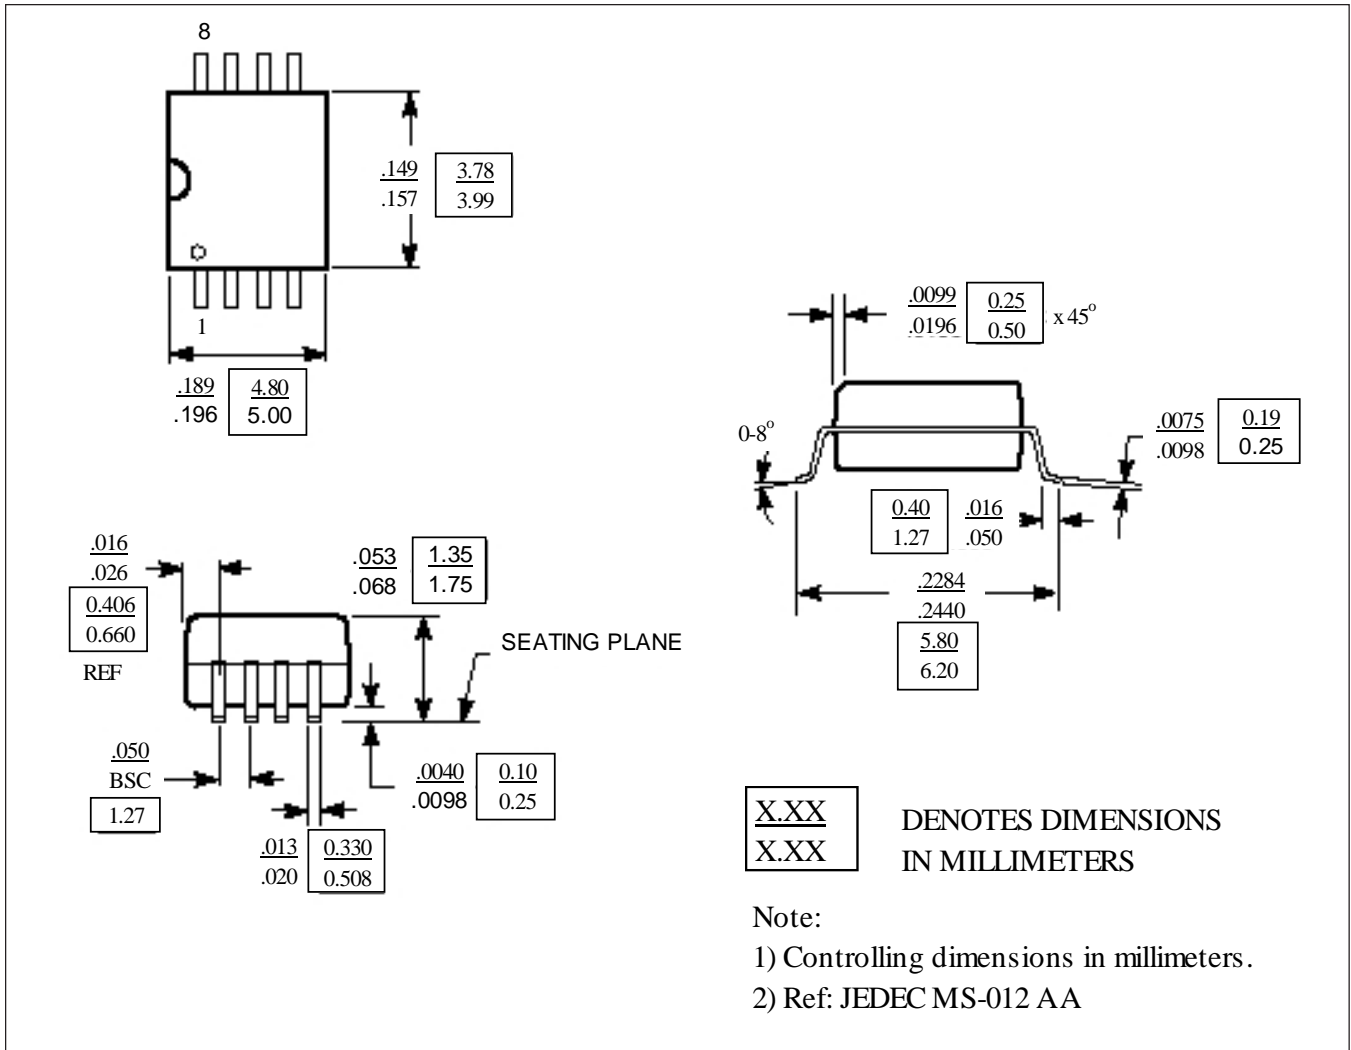 8
.149 3.78
.157 3.99
1
.189 4.80
.196 5.00
.0099 0.25
.0196 0.50 x 45°
0-8°
.0075 0.19
.0098 0.25
0.40 .016
1.27 .050
.2284
.2440
5.80
6.20
.016
.026
0.406
0.660
REF
.053 1.35
.068 1.75
SEATING PLANE
.050
BSC
1.27
.0040 0.10
.0098 0.25
.013 0.330
.020 0.508
X.XX
X.XX
DENOTES DIMENSIONS
IN MILLIMETERS
Note:
1) Controlling dimensions in millimeters.
2) Ref: JEDEC MS-012 AA